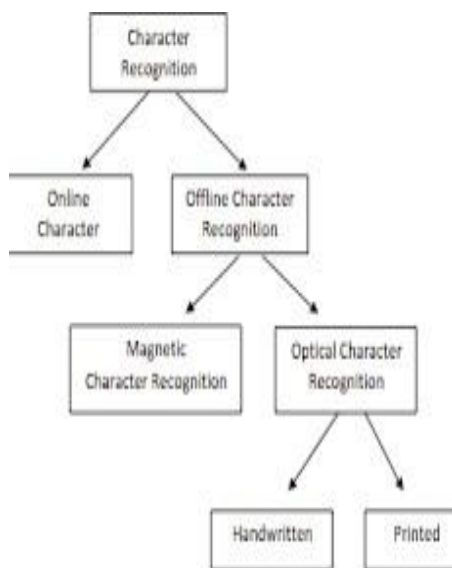 Character
Recognition
Online
Character
Offline Character
Recognition
Magnetic
Character Recognition
Optical Character
Recognition
Handwritten
Printed